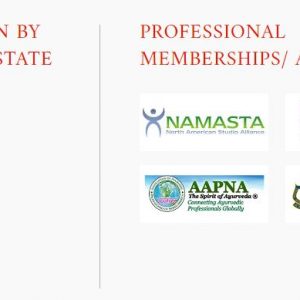 N BY
STATE
PROFESSIONAL
MEMBERSHIPS/ A
NAMASTA
North American Studio Alliance
AAPNA
The Spirit of Ayurveda ®
Connecting Ayurvedic
Professionals Globally